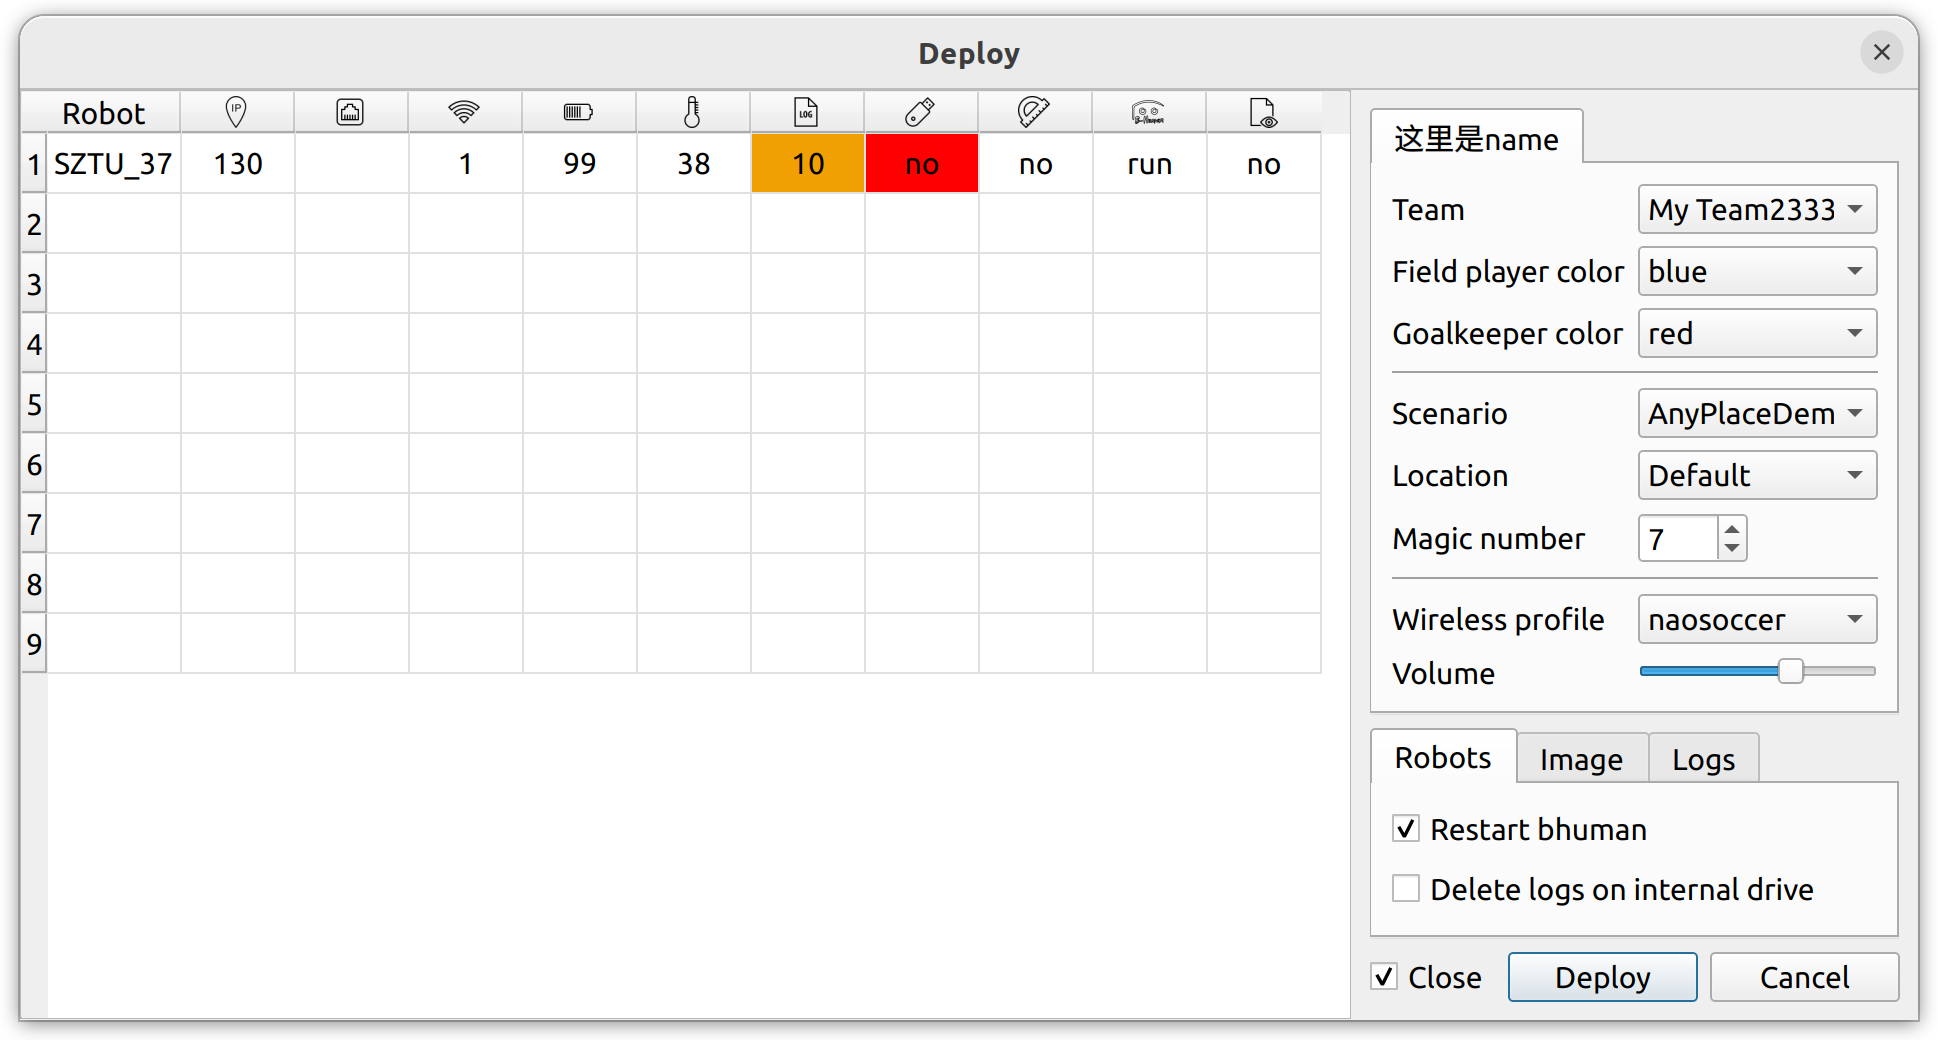 Deploy
Robot IP LOG B-Human
1 SZTU_37 130 1 99 38 10 no no run no
2
3
4
5
6
7
8
9
这里是name
Team My Team2333
Field player color blue
Goalkeeper color red
Scenario AnyPlaceDem
Location Default
Magic number 7
Wireless profile naosoccer
Volume
Robots Image Logs
Restart bhuman
Delete logs on internal drive
Close Deploy Cancel